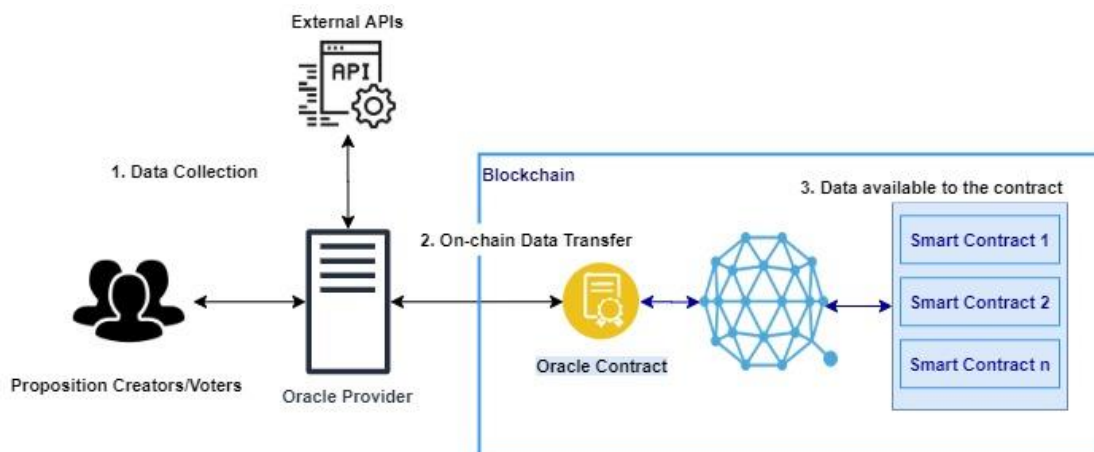 External APIs
API
1. Data Collection
Blockchain
3. Data available to the contract
2. On-chain Data Transfer
Smart Contract 1
Smart Contract 2
Smart Contract n
Oracle Contract
Proposition Creators/Voters
Oracle Provider